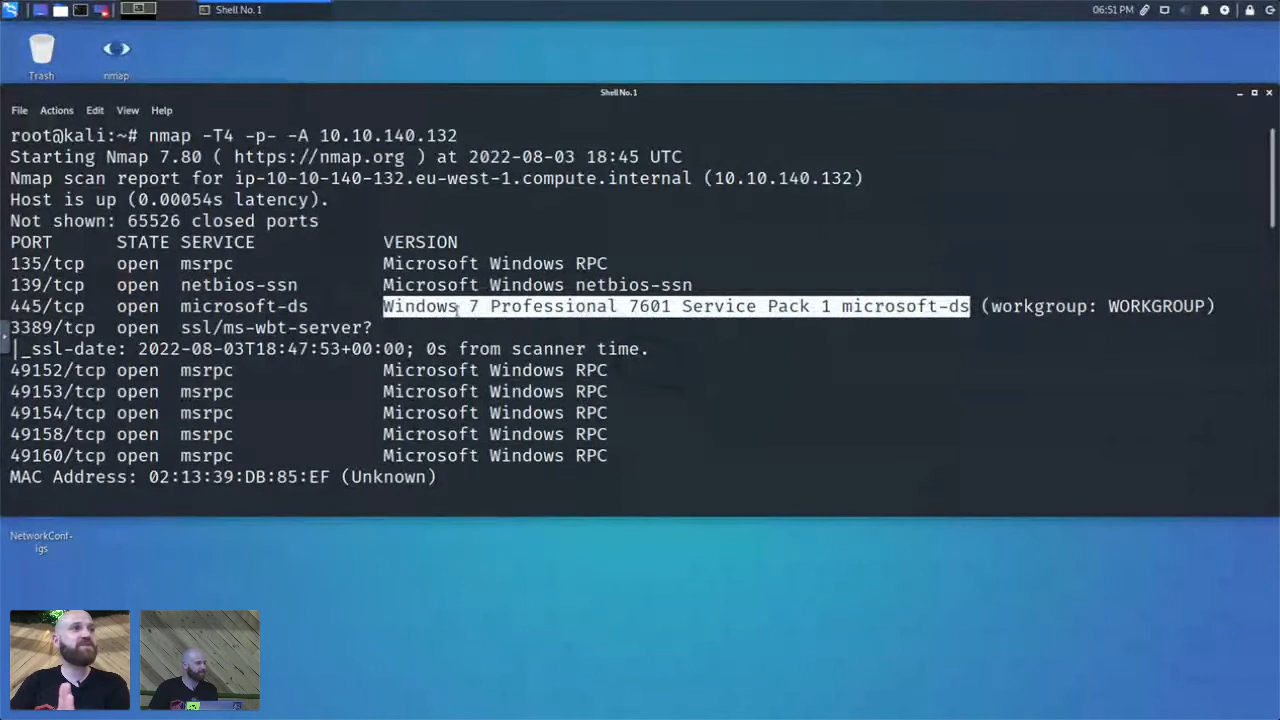 Shell No. 1
06:51 PM
Trash
nmap
Shell No.1
File Actions Edit View Help
root@kali:~# nmap -T4 -p- -A 10.10.140.132
Starting Nmap 7.80 ( https://nmap.org ) at 2022-08-03 18:45 UTC
Nmap scan report for ip-10-10-140-132.eu-west-1.compute.internal (10.10.140.132)
Host is up (0.00054s latency).
Not shown: 65526 closed ports
PORT STATE SERVICE VERSION
135/tcp open msrpc Microsoft Windows RPC
139/tcp open netbios-ssn Microsoft Windows netbios-ssn
445/tcp open microsoft-ds Windows 7 Professional 7601 Service Pack 1 microsoft-ds (workgroup: WORKGROUP)
3389/tcp open ssl/ms-wbt-server?
|_ssl-date: 2022-08-03T18:47:53+00:00; 0s from scanner time.
49152/tcp open msrpc Microsoft Windows RPC
49153/tcp open msrpc Microsoft Windows RPC
49154/tcp open msrpc Microsoft Windows RPC
49158/tcp open msrpc Microsoft Windows RPC
49160/tcp open msrpc Microsoft Windows RPC
MAC Address: 02:13:39:DB:85:EF (Unknown)
NetworkConf-
igs